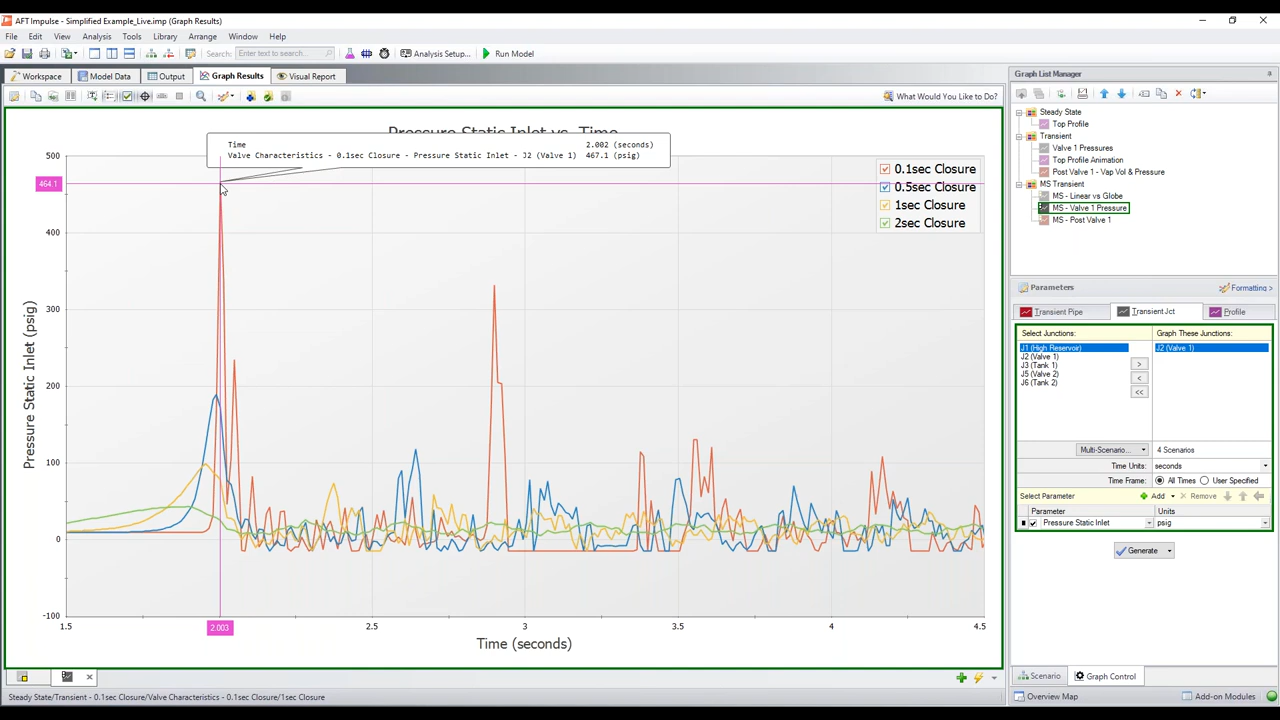 AFT Impulse - Simplified Example_Live.imp (Graph Results)
File Edit View Analysis Tools Library Arrange Window Help
Search: Enter text to search... Analysis Setup... Run Model
Workspace Model Data Output Graph Results Visual Report
What Would You Like to Do?
Pressure Static Inlet vs. Time
Time 2.002 (seconds)
Valve Characteristics - 0.1sec Closure - Pressure Static Inlet - J2 (Valve 1) 467.1 (psig)
500
464.1
400
300
200
100
0
-100
Pressure Static Inlet (psig)
0.1sec Closure
0.5sec Closure
1sec Closure
2sec Closure
1.5 2.003 2.5 3 3.5 4 4.5
Time (seconds)
Steady State/Transient - 0.1sec Closure/Valve Characteristics - 0.1sec Closure/1sec Closure
Graph List Manager
Steady State
Top Profile
Transient
Valve 1 Pressures
Top Profile Animation
Post Valve 1 - Vap Vol & Pressure
MS Transient
MS - Linear vs Globe
MS - Valve 1 Pressure
MS - Post Valve 1
Parameters Formatting >
Transient Pipe Transient Jct Profile
Select Junctions: Graph These Junctions:
J1 (High Reservoir) J2 (Valve 1)
J2 (Valve 1)
J3 (Tank 1)
J5 (Valve 2)
J6 (Tank 2)
>
<
<<
Multi-Scenario... 4 Scenarios
Time Units: seconds
Time Frame: All Times User Specified
Select Parameter Add Remove
Parameter Units
Pressure Static Inlet psig
Generate
Scenario Graph Control
Overview Map Add-on Modules